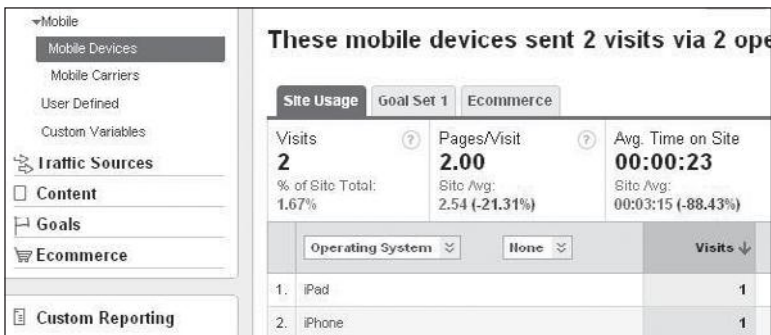 Mobile
Mobile Devices
Mobile Carriers
User Defined
Custom Variables
Traffic Sources
Content
Goals
Ecommerce
Custom Reporting
These mobile devices sent 2 visits via 2 ope
Site Usage Goal Set 1 Ecommerce
Visits ?
2
% of Site Total:
1.67%
Pages/Visit ?
2.00
Site Avg:
2.54 (-21.31%)
Avg. Time on Site
00:00:23
Site Avg:
00:03:15 (-88.43%)
Operating System None Visits
1. iPad 1
2. iPhone 1